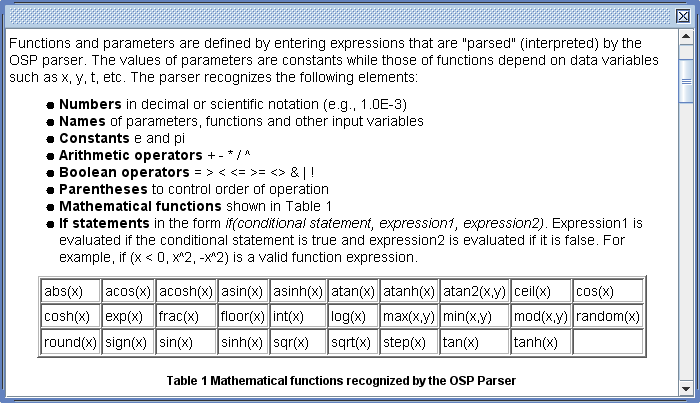 Functions and parameters are defined by entering expressions that are "parsed" (interpreted) by the
OSP parser. The values of parameters are constants while those of functions depend on data variables
such as x, y, t, etc. The parser recognizes the following elements:
● Numbers in decimal or scientific notation (e.g., 1.0E-3)
● Names of parameters, functions and other input variables
● Constants e and pi
● Arithmetic operators + - * / ^
● Boolean operators = > < <= >= <> & | !
● Parentheses to control order of operation
● Mathematical functions shown in Table 1
● If statements in the form if(conditional statement, expression1, expression2). Expression1 is
evaluated if the conditional statement is true and expression2 is evaluated if it is false. For
example, if (x < 0, x^2, -x^2) is a valid function expression.
abs(x) acos(x) acosh(x) asin(x) asinh(x) atan(x) atanh(x) atan2(x,y) ceil(x) cos(x)
cosh(x) exp(x) frac(x) floor(x) int(x) log(x) max(x,y) min(x,y) mod(x,y) random(x)
round(x) sign(x) sin(x) sinh(x) sqr(x) sqrt(x) step(x) tan(x) tanh(x)
Table 1 Mathematical functions recognized by the OSP Parser